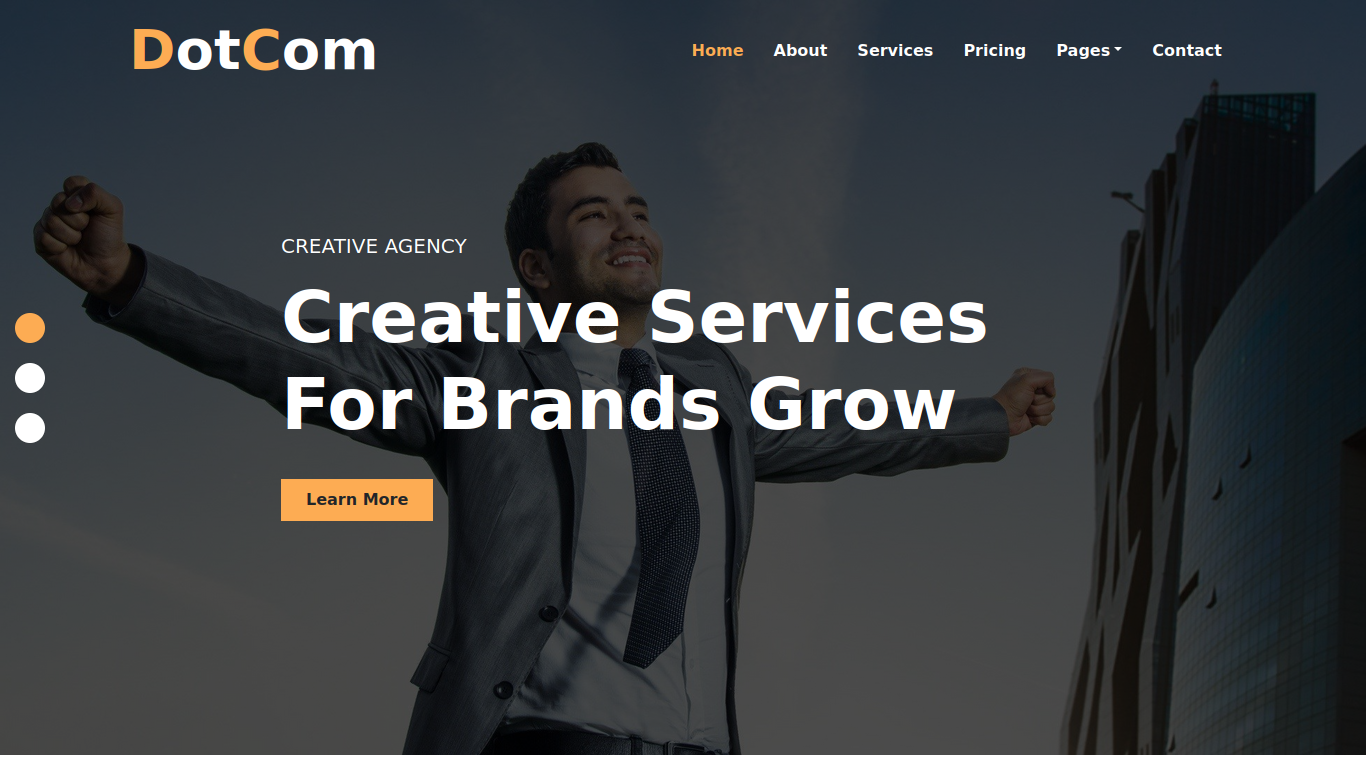 DotCom
Home About Services Pricing Pages Contact
CREATIVE AGENCY
Creative Services
For Brands Grow
Learn More